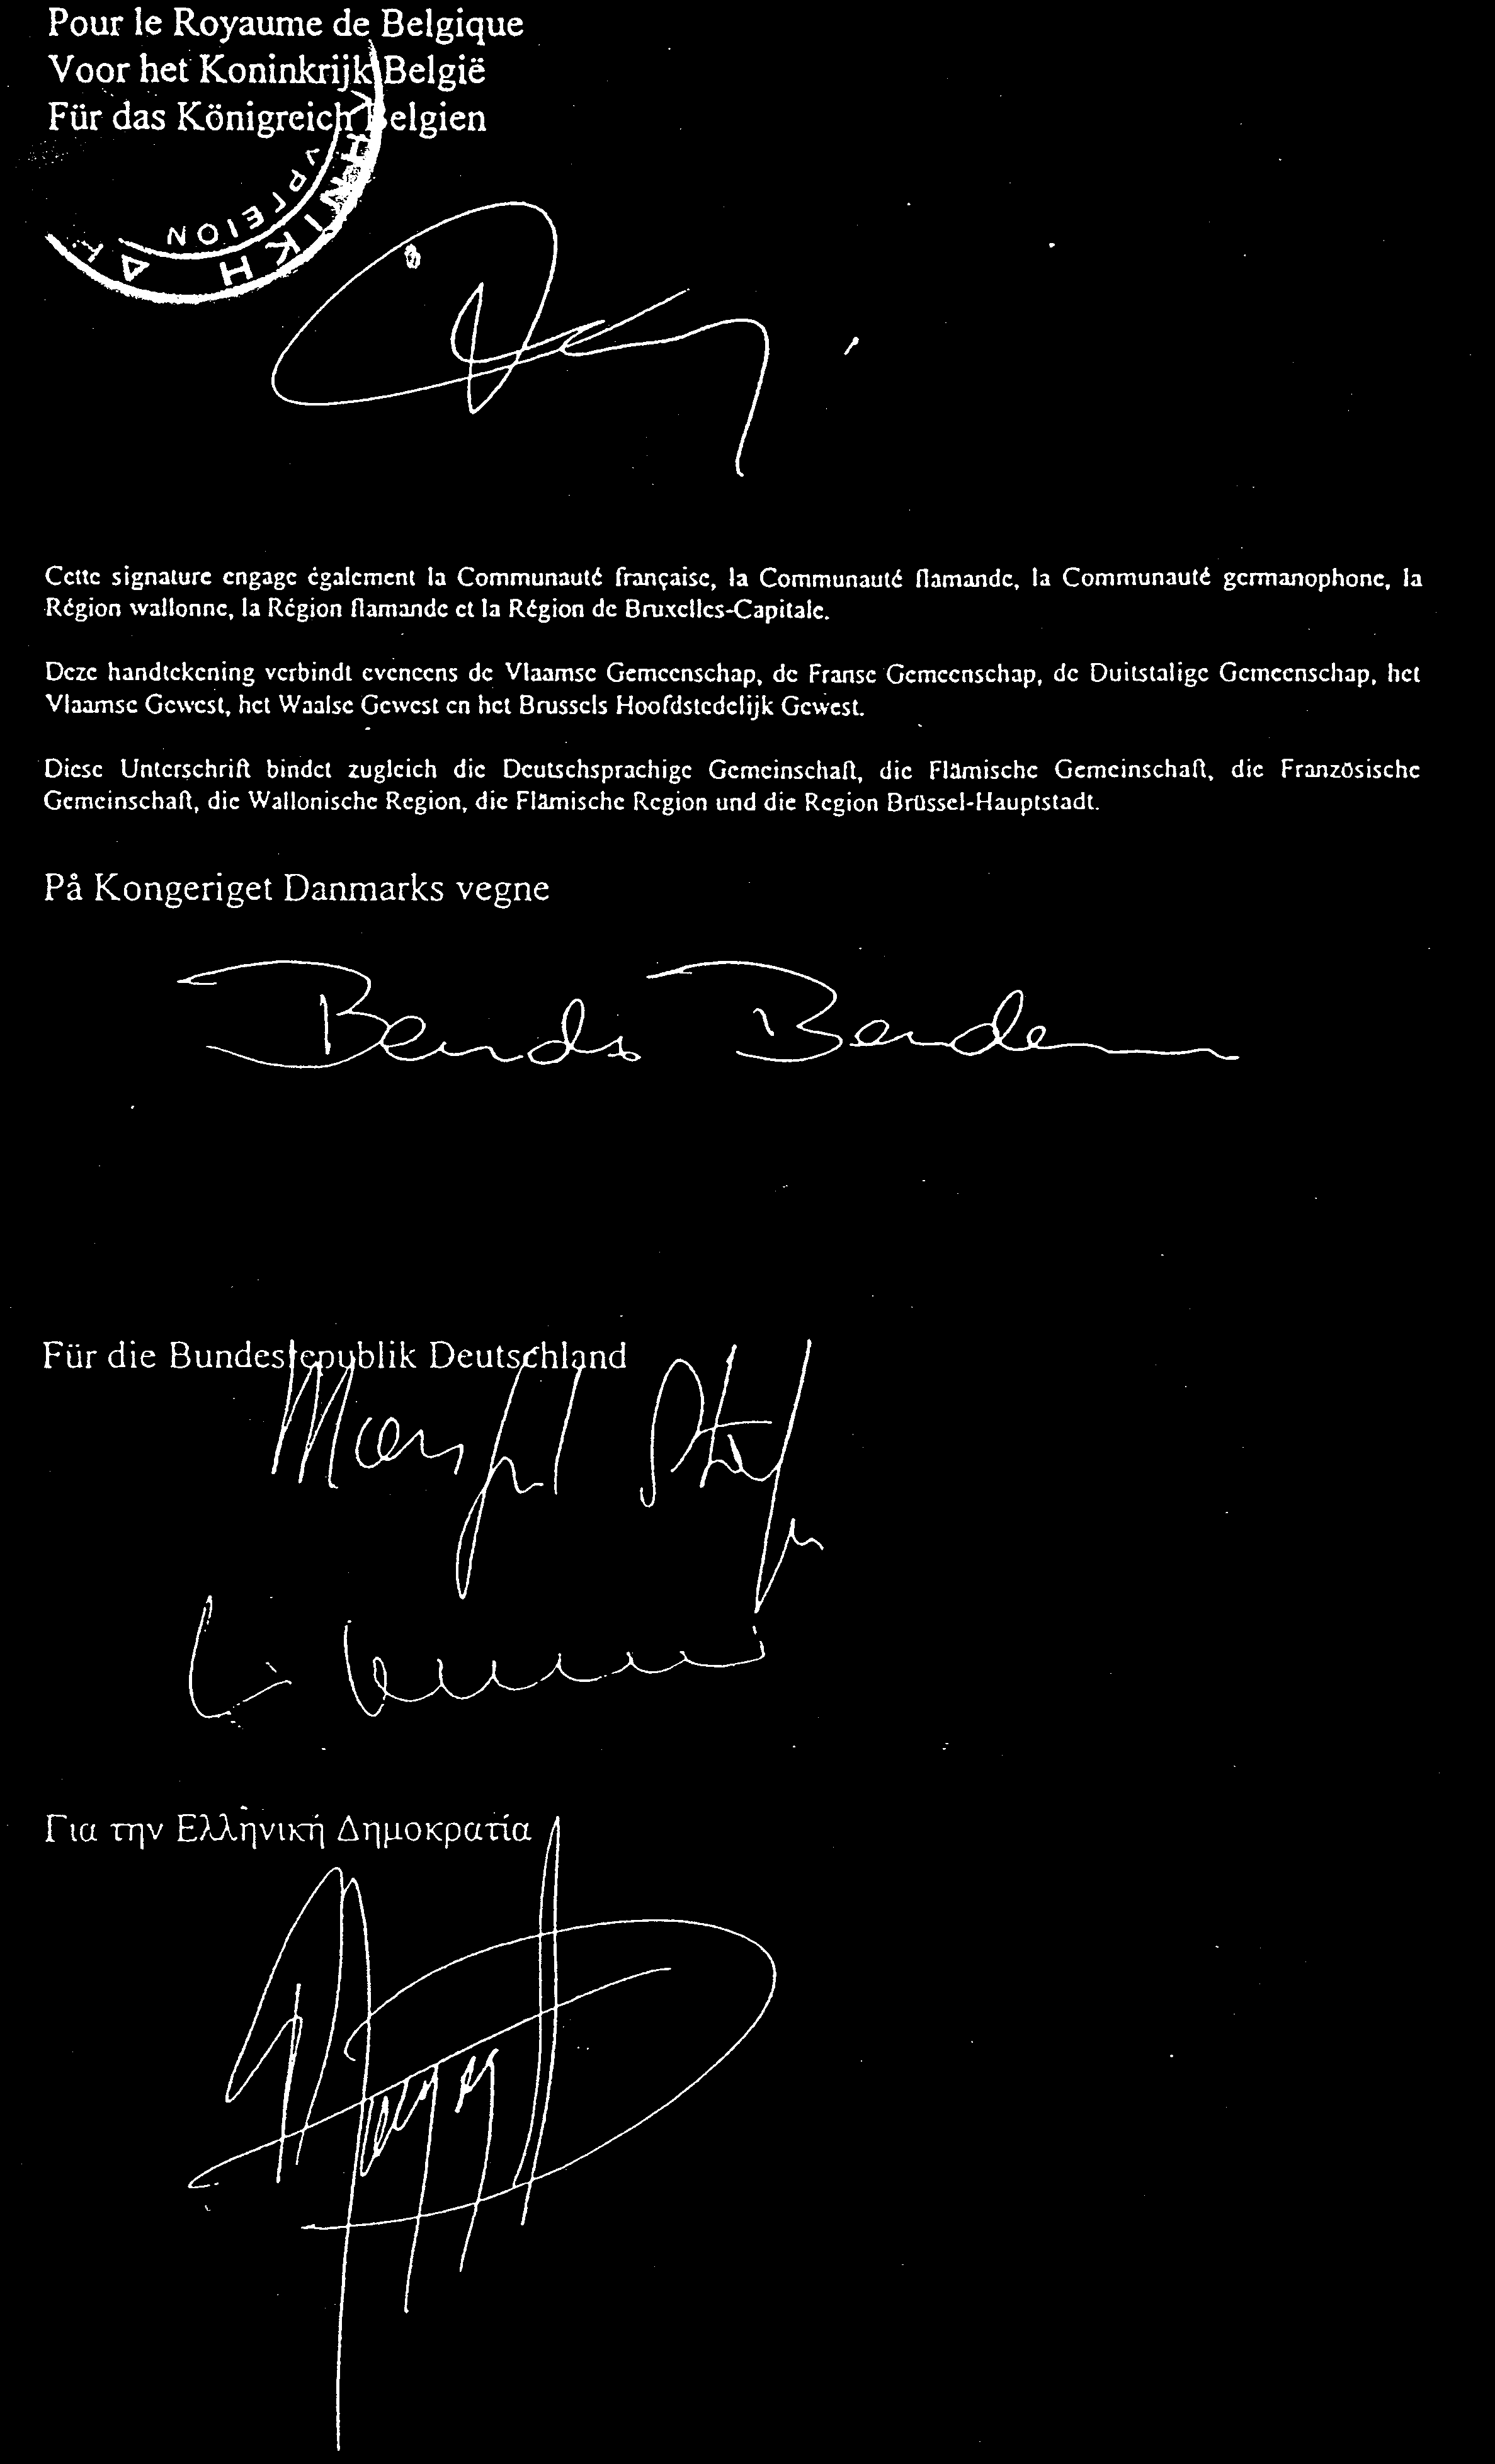 Pour le Royaume de Belgique
Voor het Koninkrijk België
Für das Königreich Belgien
ΥΡΓΕΙΟΝ
ΗΝΙΚΗ Δ
Cette signature engage également la Communauté française, la Communauté flamande, la Communauté germanophone, la
Région wallonne, la Région flamande et la Région de Bruxelles-Capitale.
Deze handtekening verbindt eveneens de Vlaamse Gemeenschap, de Franse Gemeenschap, de Duitstalige Gemeenschap, het
Vlaamse Gewest, het Waalse Gewest en het Brussels Hoofdstedelijk Gewest.
Diese Unterschrift bindet zugleich die Deutschsprachige Gemeinschaft, die Flämische Gemeinschaft, die Französische
Gemeinschaft, die Wallonische Region, die Flämische Region und die Region Brüssel-Hauptstadt.
På Kongeriget Danmarks vegne
Für die Bundesrepublik Deutschland
Για την Ελληνική Δημοκρατία